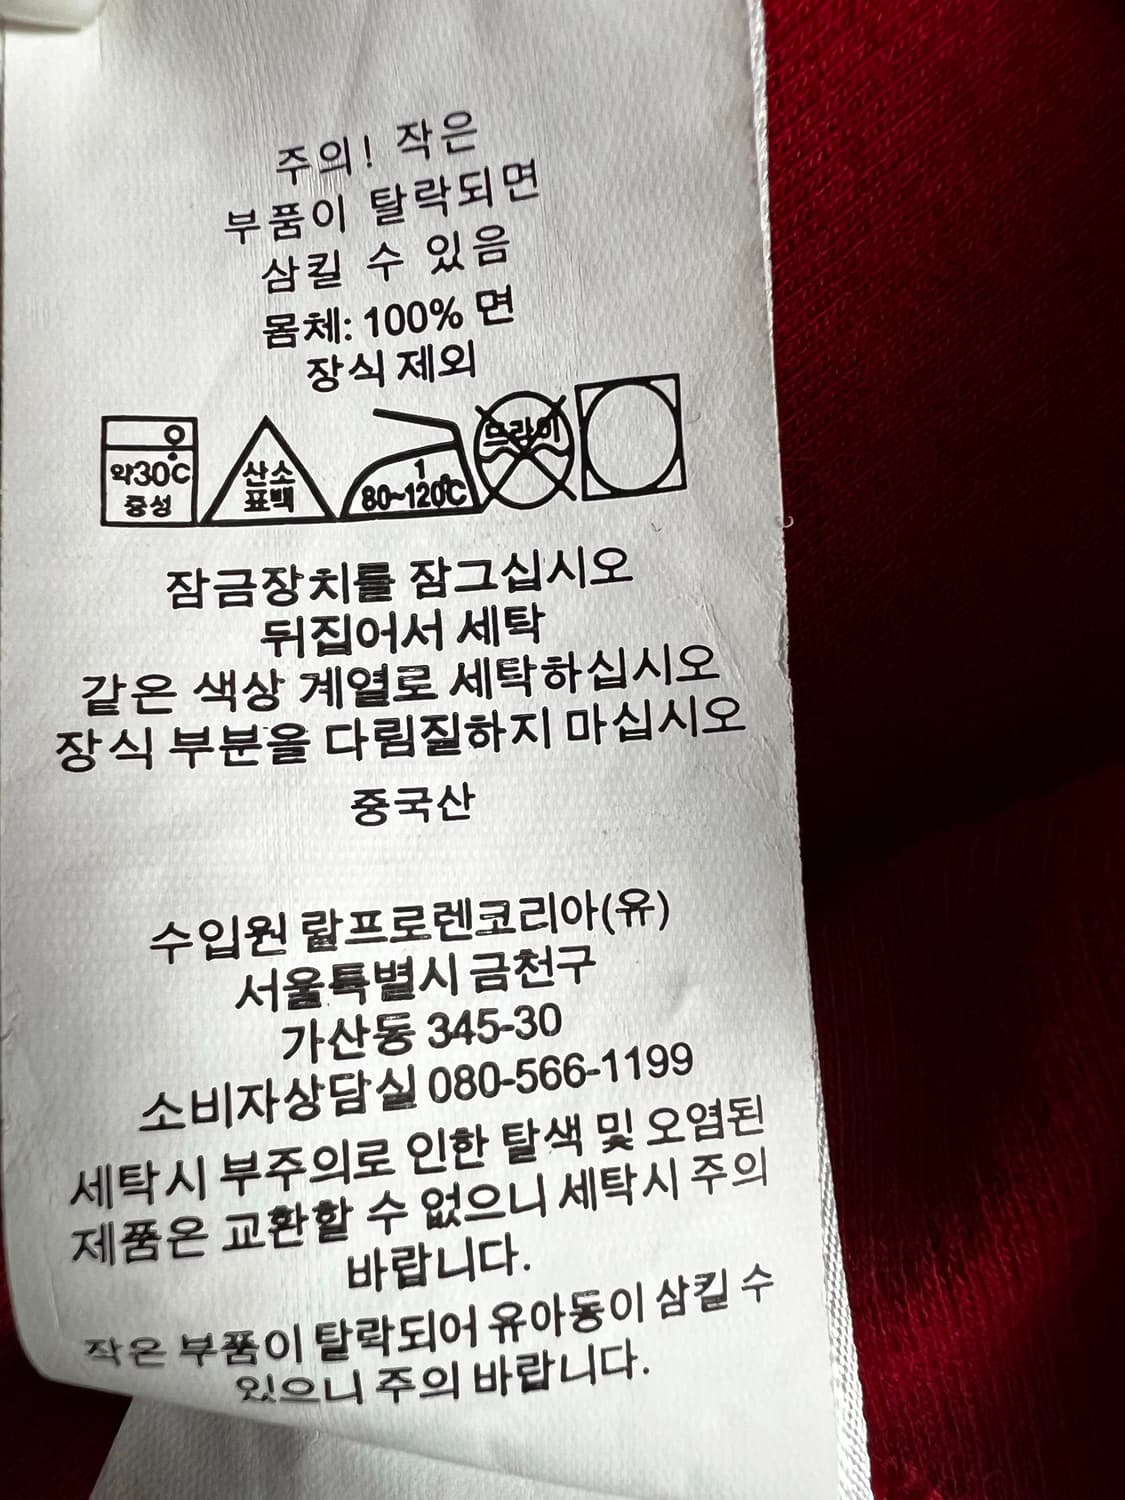 주의! 작은
부품이 탈락되면
삼킬 수 있음
몸체: 100% 면
장식 제외
약30℃
중성
산소
표백
1
80~120℃
드라이
잠금장치를 잠그십시오
뒤집어서 세탁
같은 색상 계열로 세탁하십시오
장식 부분을 다림질하지 마십시오
중국산
수입원 랄프로렌코리아(유)
서울특별시 금천구
가산동 345-30
소비자상담실 080-566-1199
세탁시 부주의로 인한 탈색 및 오염된
제품은 교환할 수 없으니 세탁시 주의
바랍니다.
작은 부품이 탈락되어 유아동이 삼킬 수
있으니 주의 바랍니다.